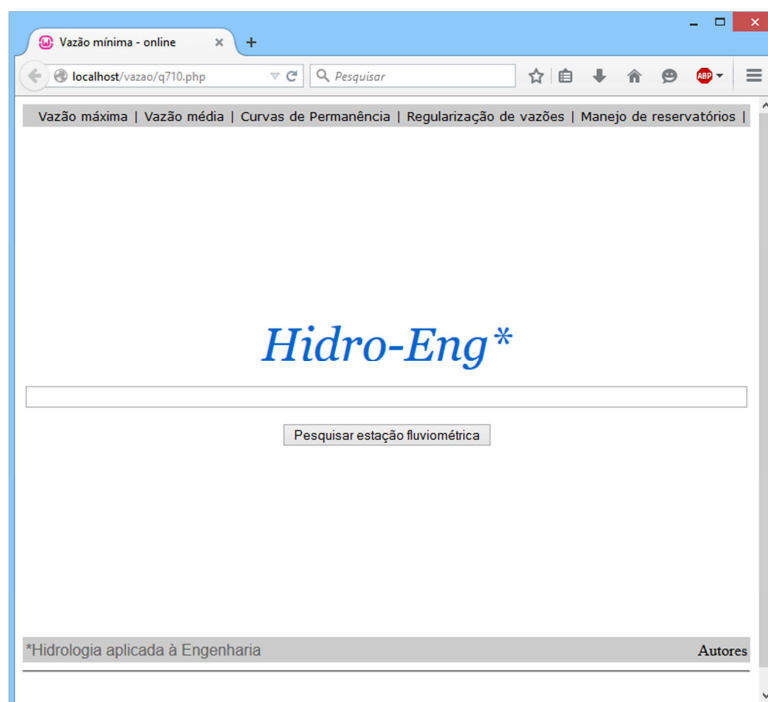 Vazão mínima - online
localhost/vazao/q710.php
Pesquisar
ABP
Vazão máxima | Vazão média | Curvas de Permanência | Regularização de vazões | Manejo de reservatórios |
Hidro-Eng*
Pesquisar estação fluviométrica
*Hidrologia aplicada à Engenharia
Autores